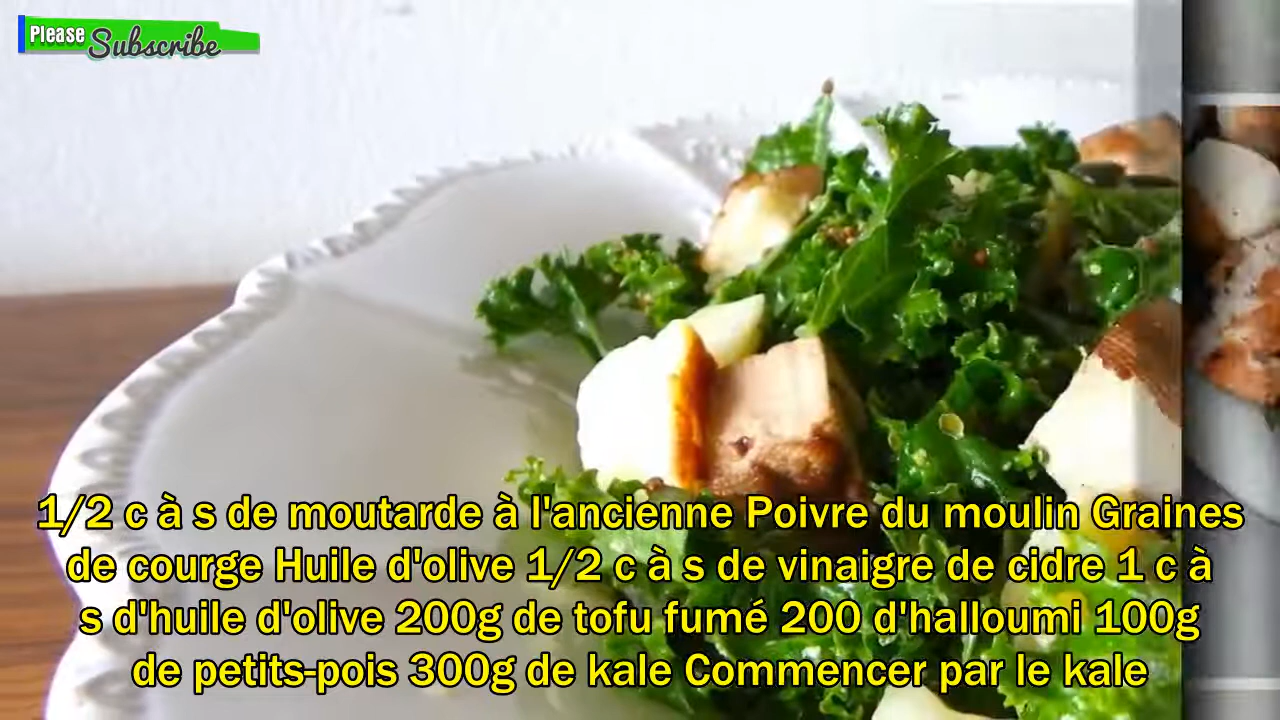 Please Subscribe
1/2 c à s de moutarde à l'ancienne Poivre du moulin Graines
de courge Huile d'olive 1/2 c à s de vinaigre de cidre 1 c à
s d'huile d'olive 200g de tofu fumé 200 d'halloumi 100g
de petits-pois 300g de kale Commencer par le kale